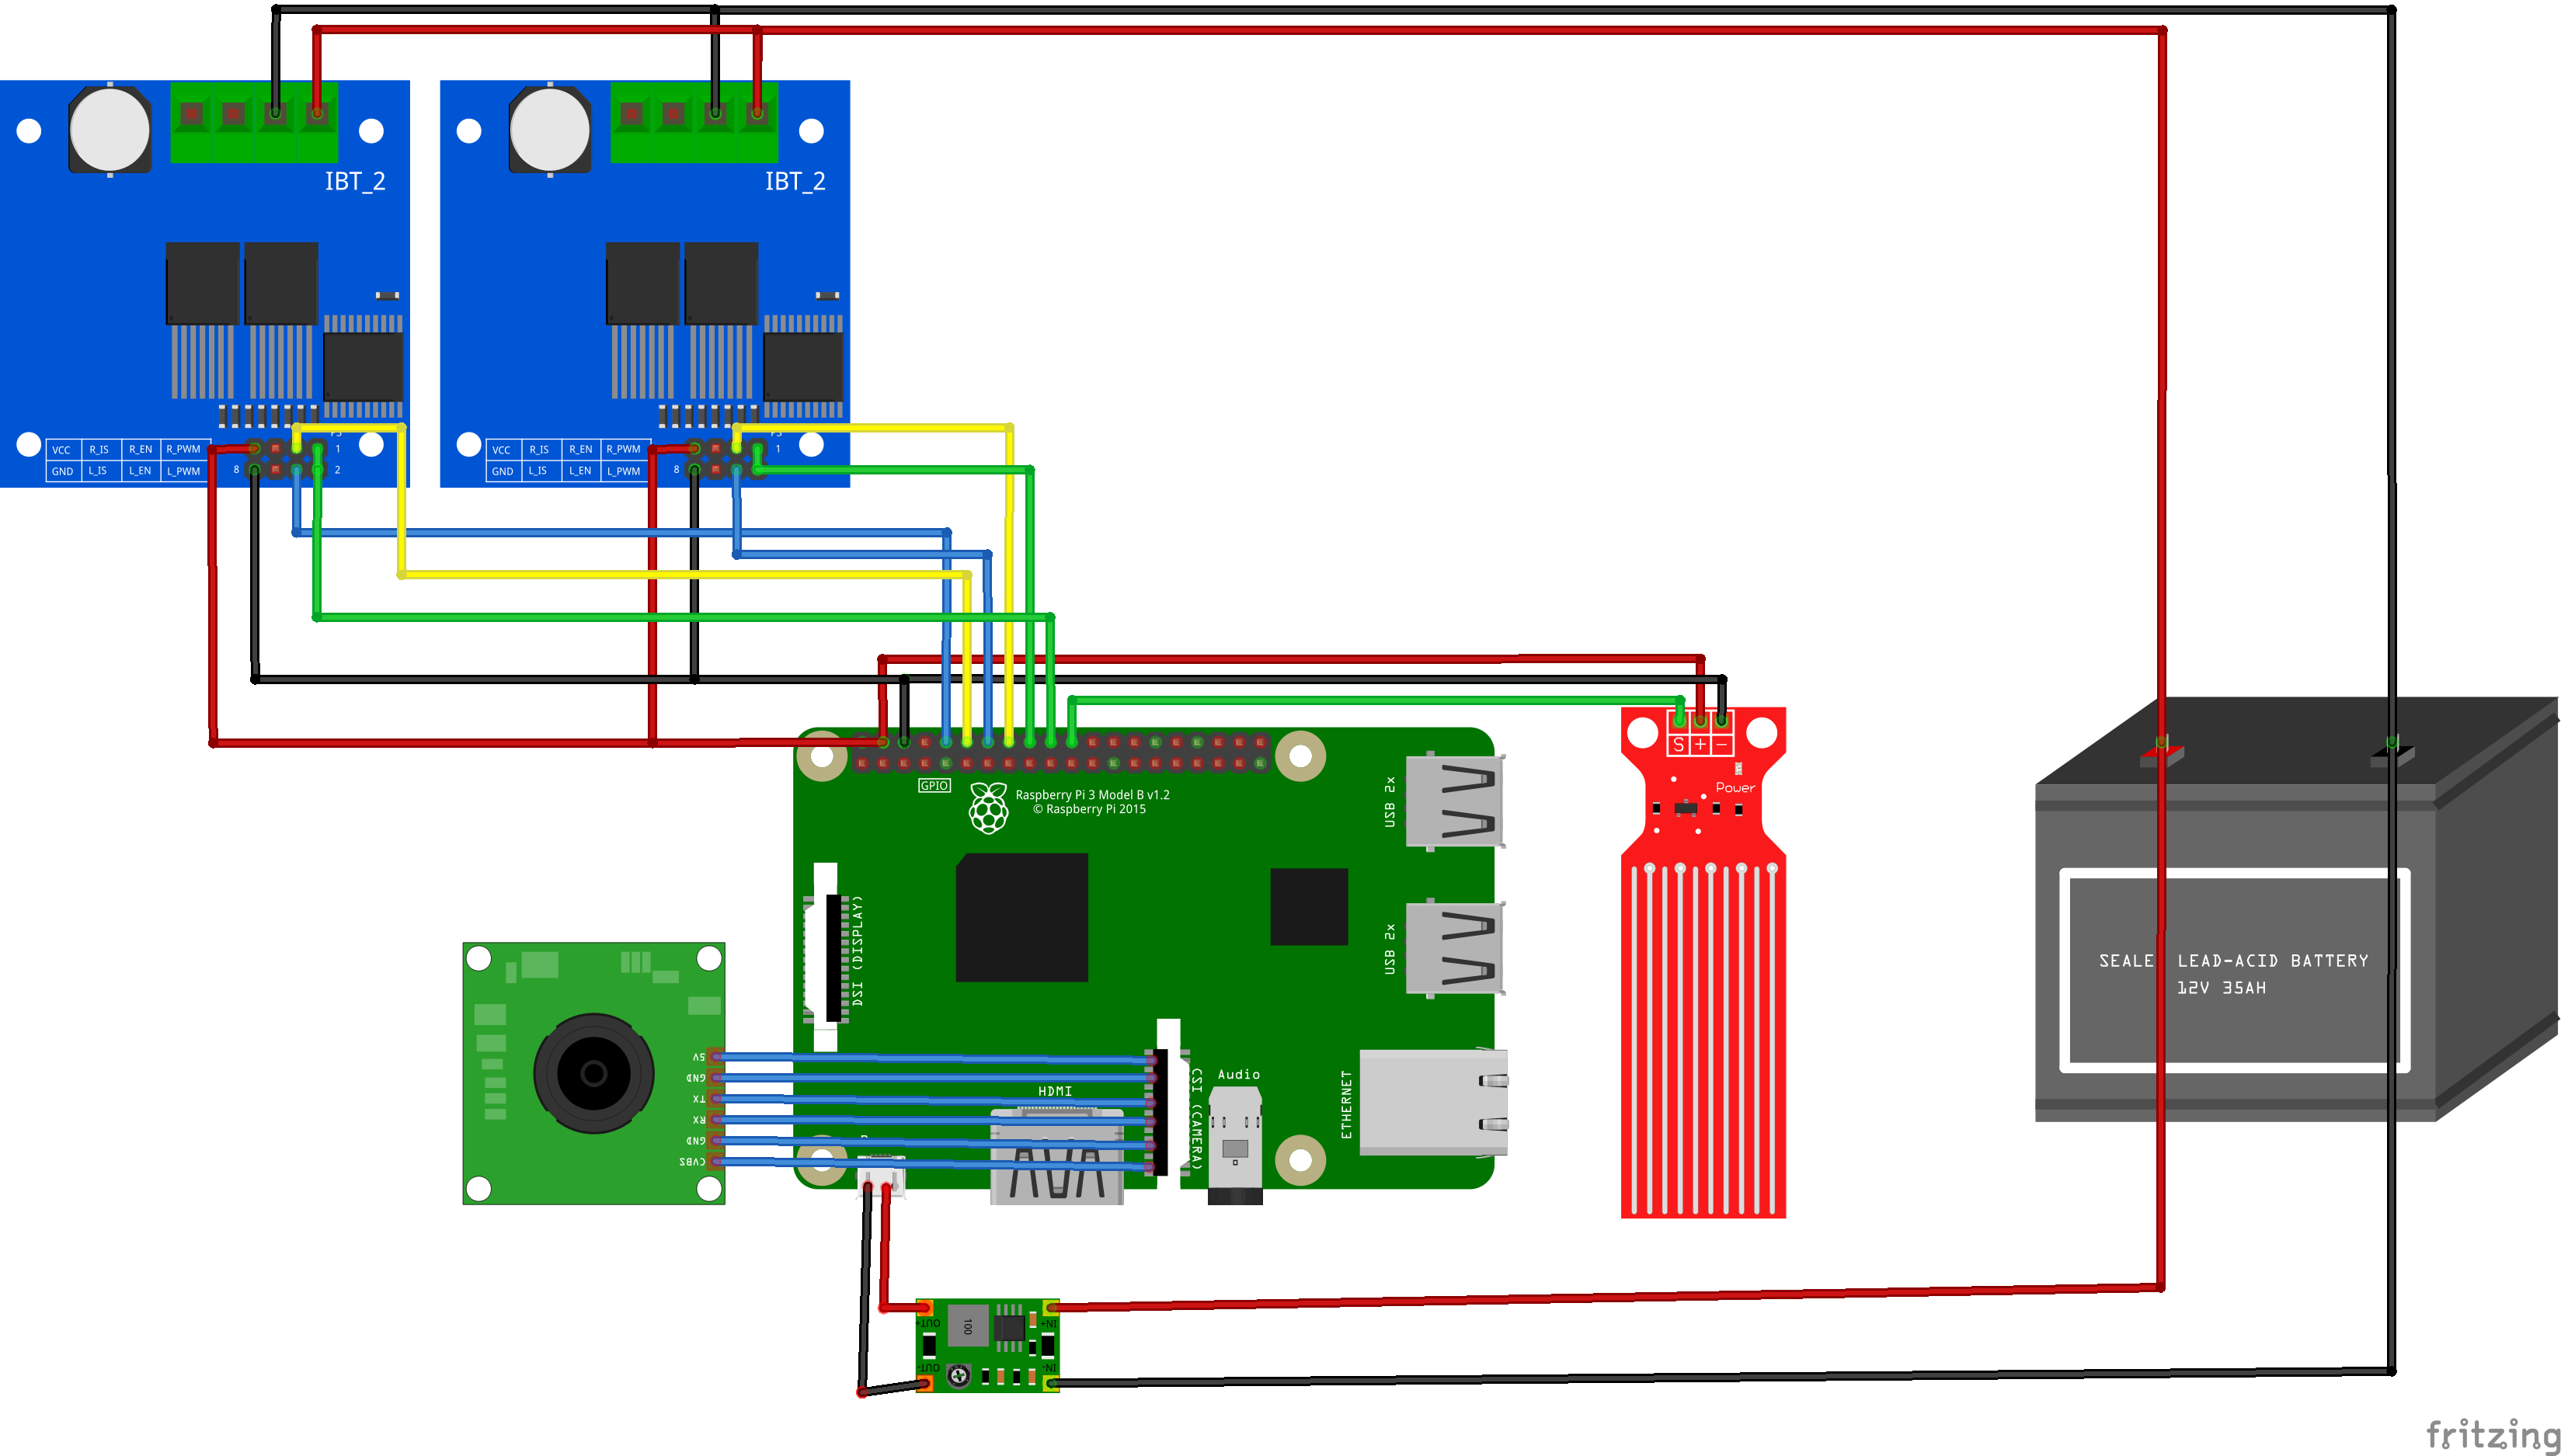 IBT_2
IBT_2
VCC R_IS R_EN R_PWM
GND L_IS L_EN L_PWM
1
8 2
VCC R_IS R_EN R_PWM
GND L_IS L_EN L_PWM
1
8
GPIO
Raspberry Pi 3 Model B v1.2
© Raspberry Pi 2015
USB 2x
USB 2x
DSI (DISPLAY)
HDMI
CSI (CAMERA)
Audio
ETHERNET
S + -
Power
5V
GND
TX
RX
GND
CVBS
LEAD-ACID BATTERY
12V 35AH
OUT+
100
IN+
OUT-
IN-
fritzing